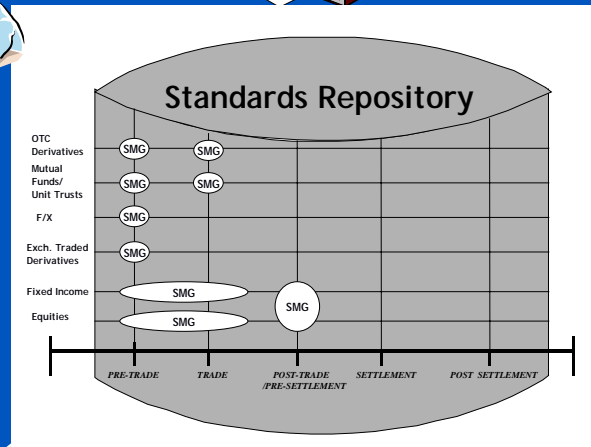 Standards Repository
OTC
Derivatives
SMG SMG
Mutual
Funds/
Unit Trusts
SMG SMG
F/X
SMG
Exch. Traded
Derivatives
SMG
Fixed Income
SMG
SMG
Equities
SMG
PRE-TRADE TRADE POST-TRADE SETTLEMENT POST SETTLEMENT
/PRE-SETTLEMENT